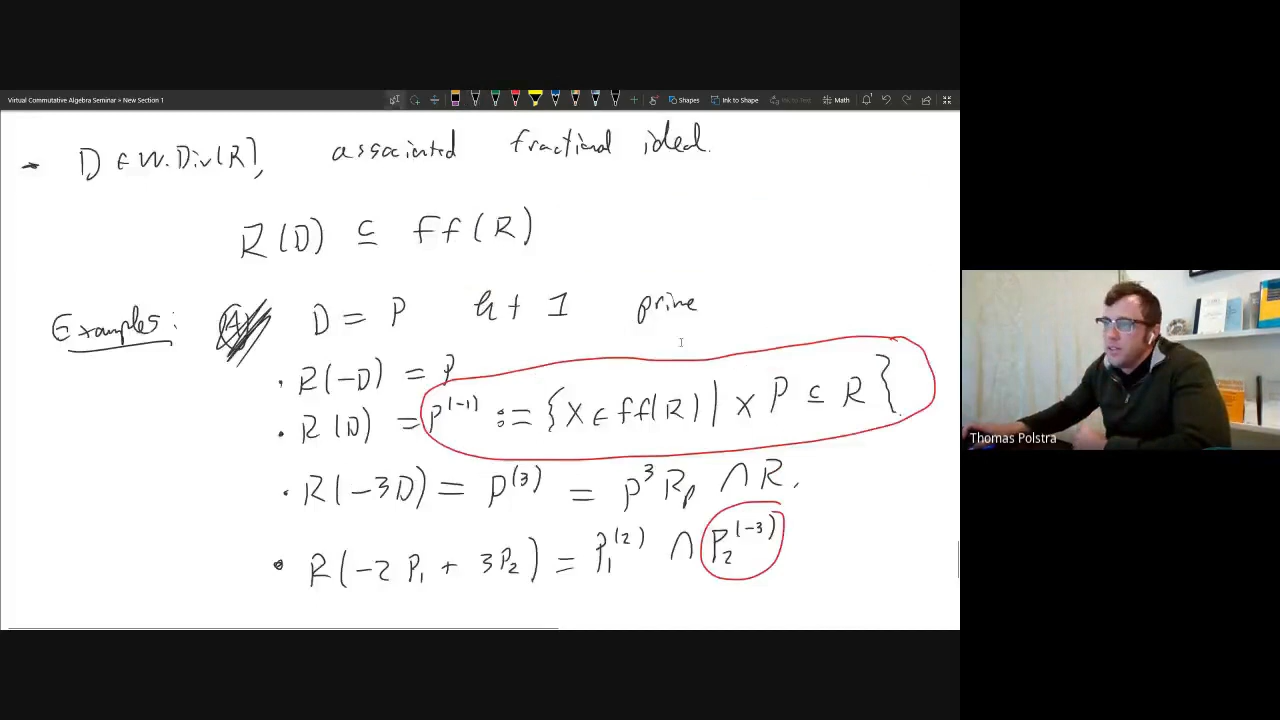 Virtual Commutative Algebra Seminar » New Section 1
Shapes Ink to Shape Math
- D ∈ W.Div(R), associated fractional ideal.
R(D) ⊆ ff(R)
Examples: D = P ht 1 prime
• R(-D) = P
• R(D) = P^(-1) := {x ∈ ff(R) | x P ⊆ R}
• R(-3D) = P^(3) = P^3 R_P ∩ R.
• R(-2P_1 + 3P_2) = P_1^(2) ∩ P_2^(-3)
Thomas Polstra